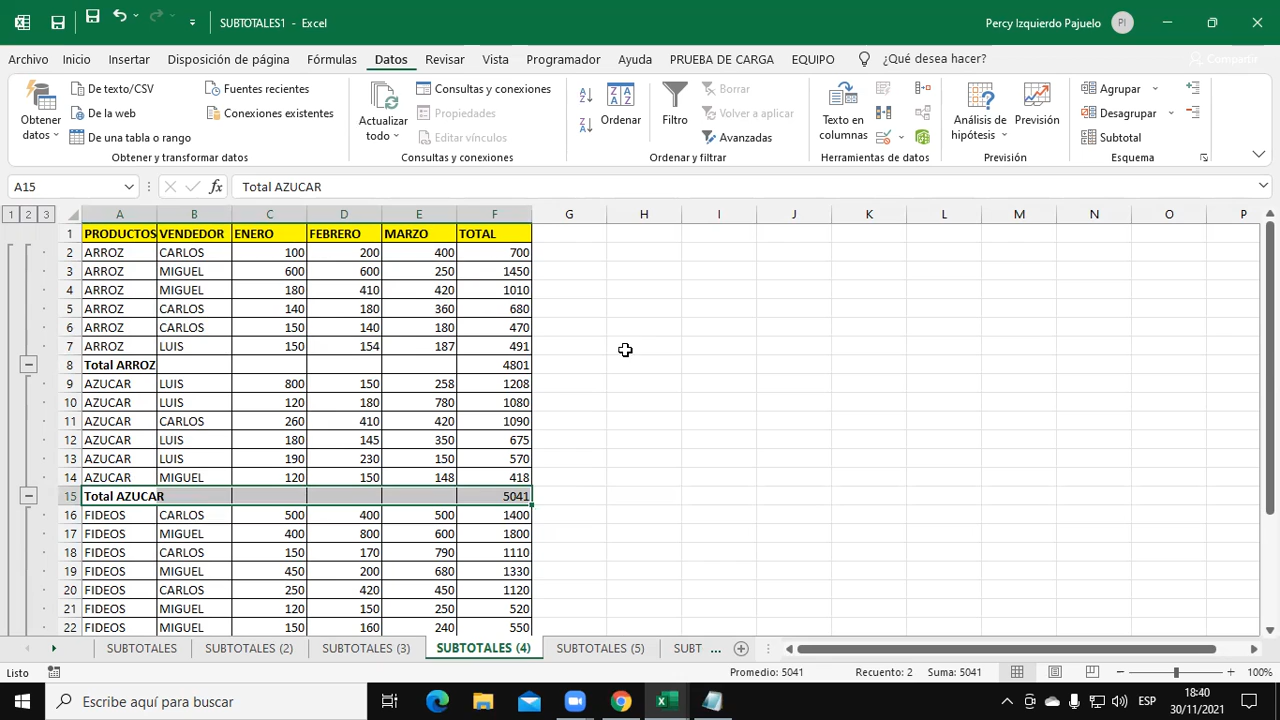 SUBTOTALES1 - Excel
Percy Izquierdo Pajuelo PI
Archivo Inicio Insertar Disposición de página Fórmulas Datos Revisar Vista Programador Ayuda PRUEBA DE CARGA EQUIPO ¿Qué desea hacer? Compartir
De texto/CSV Fuentes recientes Consultas y conexiones Borrar Agrupar
De la web Conexiones existentes Propiedades Volver a aplicar Desagrupar
De una tabla o rango Editar vínculos Avanzadas Subtotal
Obtener datos Actualizar todo Ordenar Filtro Texto en columnas Análisis de hipótesis Previsión
Obtener y transformar datos Consultas y conexiones Ordenar y filtrar Herramientas de datos Previsión Esquema
A15 fx Total AZUCAR
1 2 3 A B C D E F G H I J K L M N O P
1 PRODUCTOS VENDEDOR ENERO FEBRERO MARZO TOTAL
2 ARROZ CARLOS 100 200 400 700
3 ARROZ MIGUEL 600 600 250 1450
4 ARROZ MIGUEL 180 410 420 1010
5 ARROZ CARLOS 140 180 360 680
6 ARROZ CARLOS 150 140 180 470
7 ARROZ LUIS 150 154 187 491
8 Total ARROZ 4801
9 AZUCAR LUIS 800 150 258 1208
10 AZUCAR LUIS 120 180 780 1080
11 AZUCAR CARLOS 260 410 420 1090
12 AZUCAR LUIS 180 145 350 675
13 AZUCAR LUIS 190 230 150 570
14 AZUCAR MIGUEL 120 150 148 418
15 Total AZUCAR 5041
16 FIDEOS CARLOS 500 400 500 1400
17 FIDEOS MIGUEL 400 800 600 1800
18 FIDEOS CARLOS 150 170 790 1110
19 FIDEOS MIGUEL 450 200 680 1330
20 FIDEOS CARLOS 250 420 450 1120
21 FIDEOS MIGUEL 120 150 250 520
22 FIDEOS MIGUEL 150 160 240 550
SUBTOTALES SUBTOTALES (2) SUBTOTALES (3) SUBTOTALES (4) SUBTOTALES (5) SUBT ...
Listo Promedio: 5041 Recuento: 2 Suma: 5041 100%
Escribe aquí para buscar ESP 18:40
30/11/2021